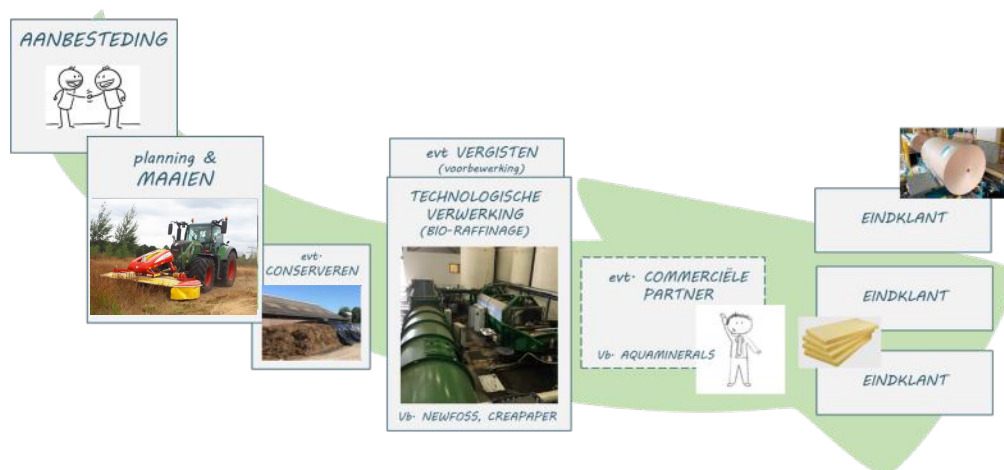 AANBESTEDING
planning &
MAAIEN
evt.
CONSERVEREN
evt VERGISTEN
(voorbewerking)
TECHNOLOGISCHE
VERWERKING
(BIO-RAFFINAGE)
Vb. NEWFOSS, CREAPAPER
evt. COMMERCIËLE
PARTNER
Vb. AQUAMINERALS
EINDKLANT
EINDKLANT
EINDKLANT